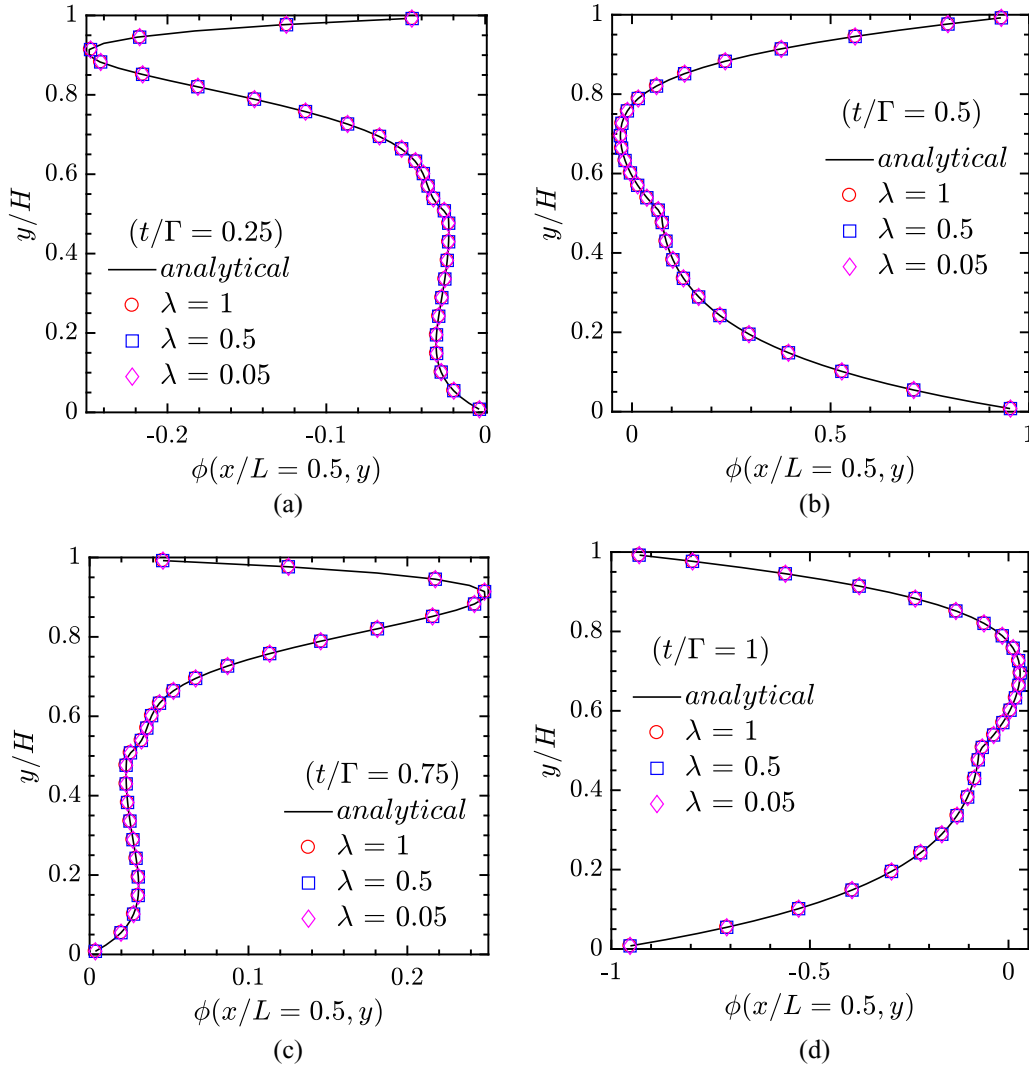 1
0.8
0.6
0.4
0.2
0
y/H
(t/Γ = 0.25)
analytical
λ = 1
λ = 0.5
λ = 0.05
-0.2 -0.1 0
ϕ(x/L = 0.5, y)
(a)
1
0.8
0.6
0.4
0.2
0
y/H
(t/Γ = 0.5)
analytical
λ = 1
λ = 0.5
λ = 0.05
0 0.5 1
ϕ(x/L = 0.5, y)
(b)
1
0.8
0.6
0.4
0.2
0
y/H
(t/Γ = 0.75)
analytical
λ = 1
λ = 0.5
λ = 0.05
0 0.1 0.2
ϕ(x/L = 0.5, y)
(c)
1
0.8
0.6
0.4
0.2
0
y/H
(t/Γ = 1)
analytical
λ = 1
λ = 0.5
λ = 0.05
-1 -0.5 0
ϕ(x/L = 0.5, y)
(d)